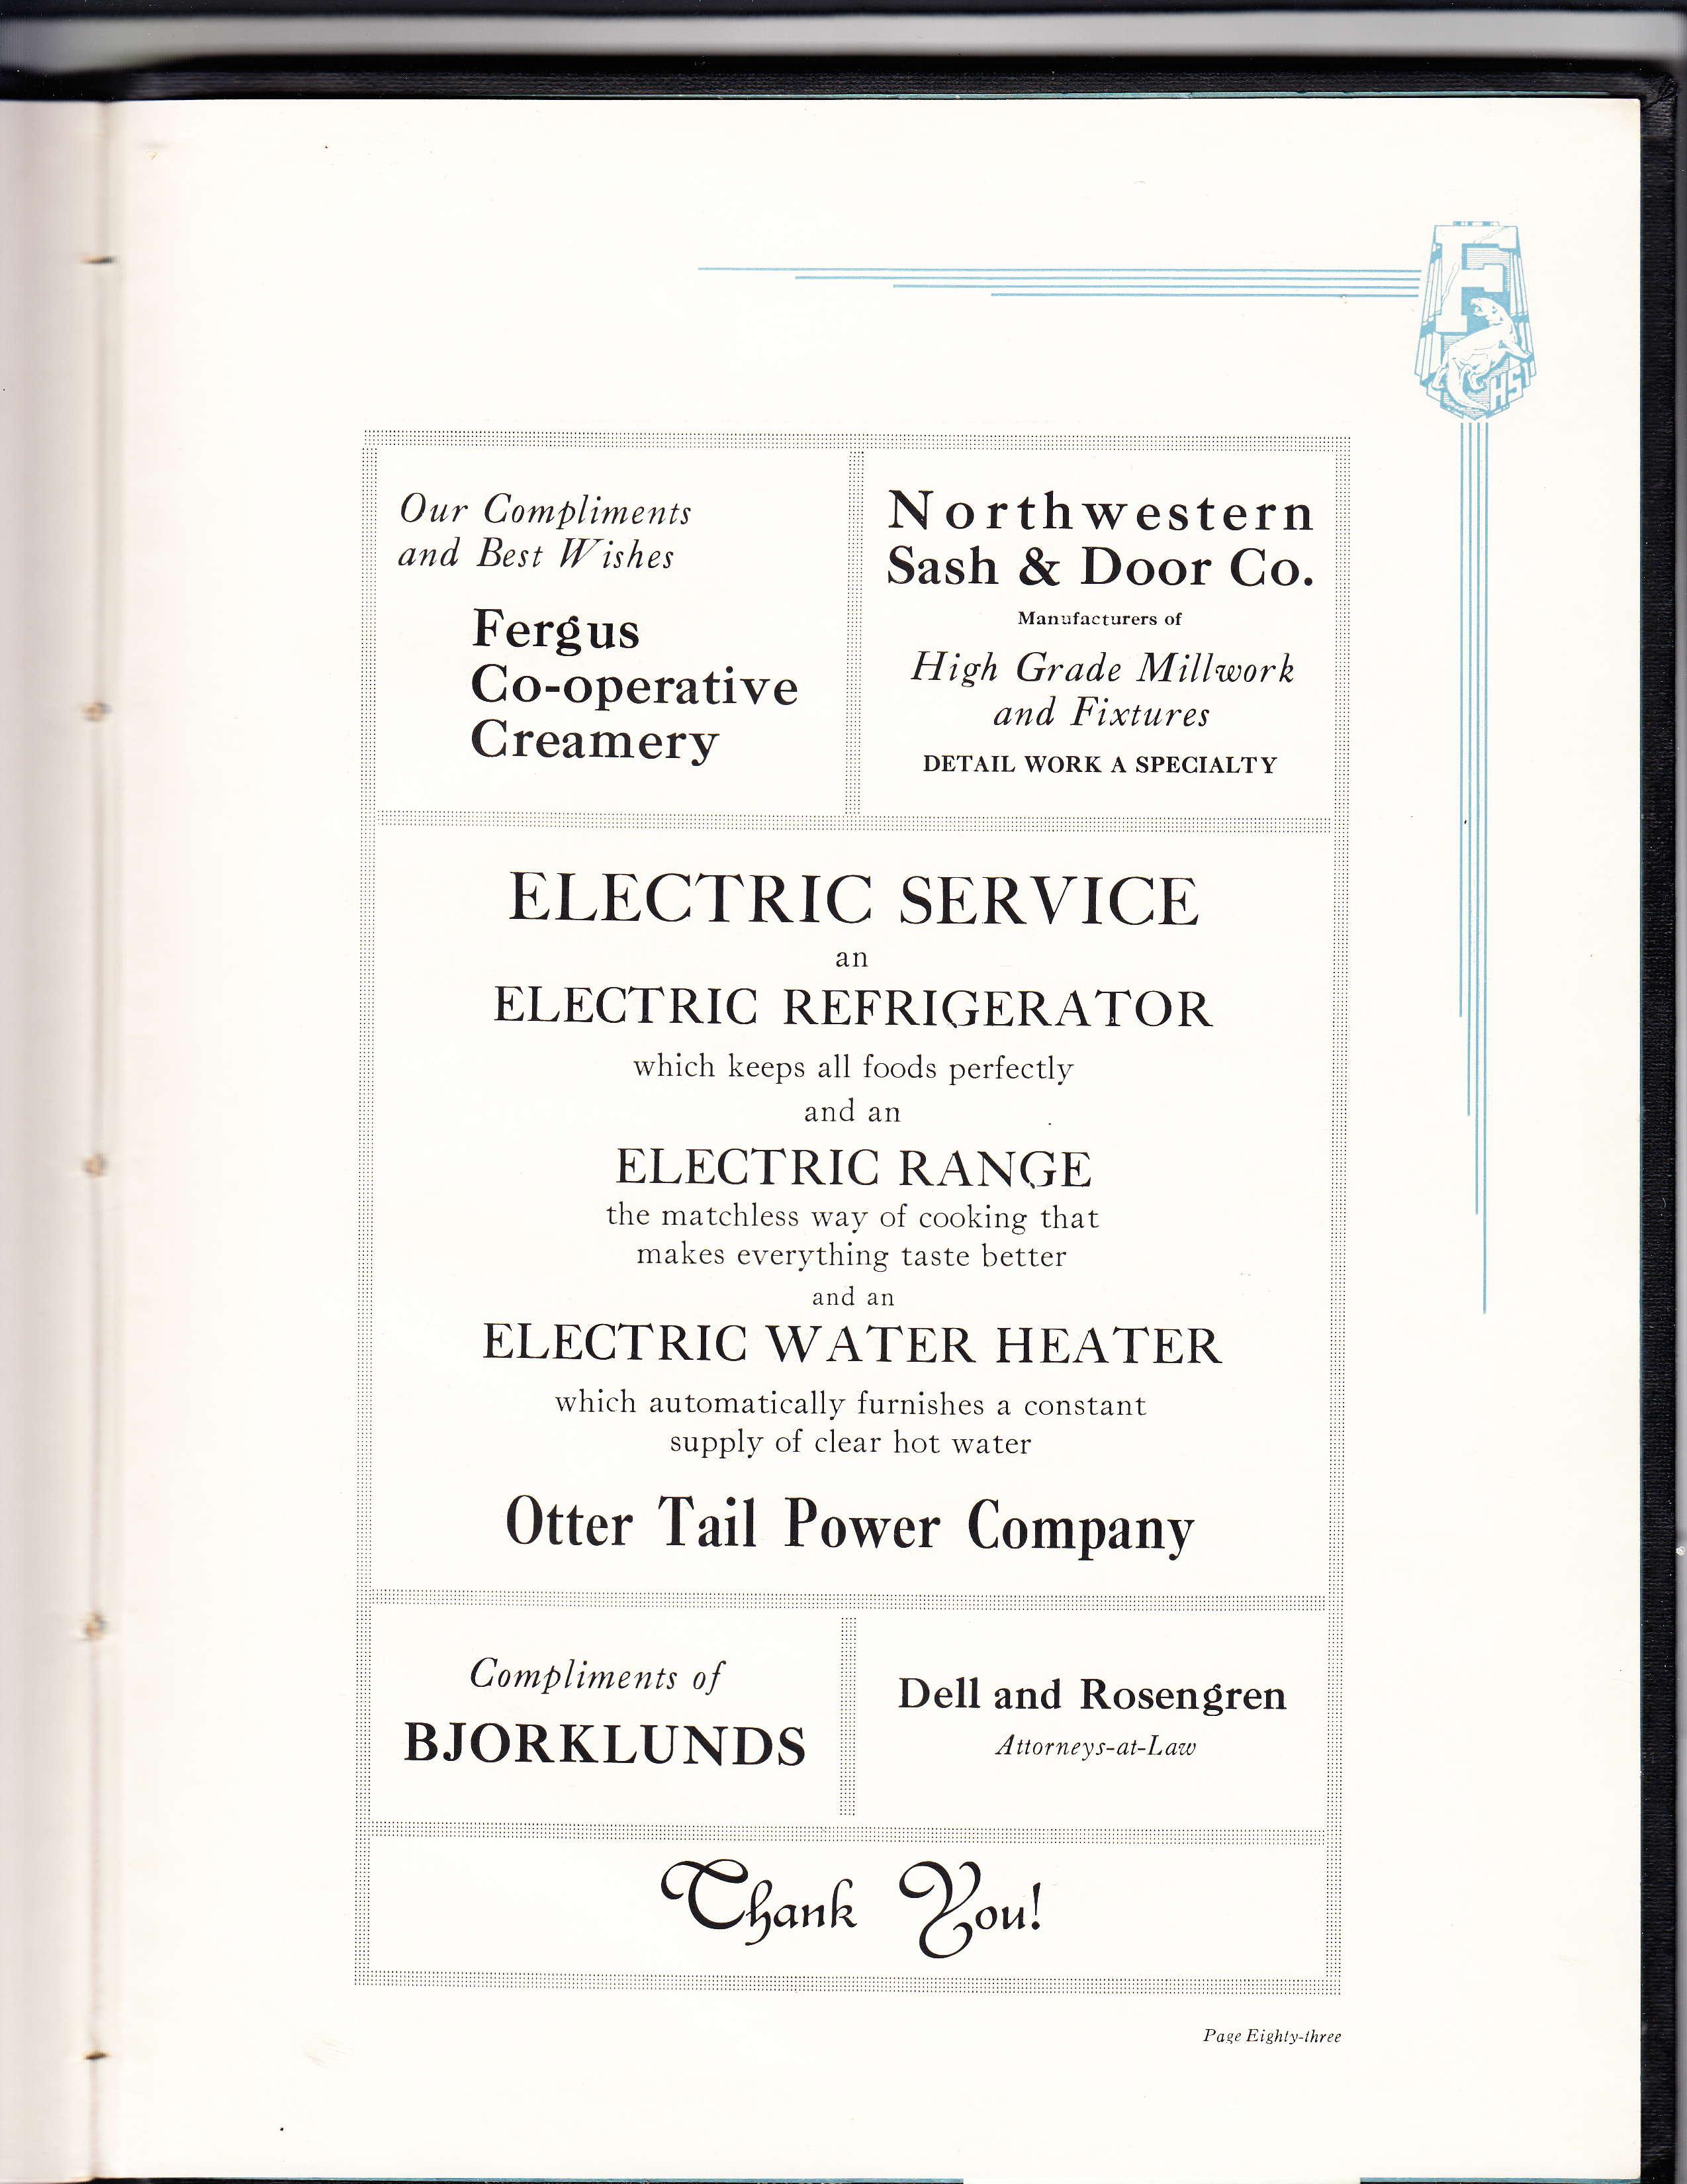 F
HS
Our Compliments
and Best Wishes
Fergus
Co-operative
Creamery
Northwestern
Sash & Door Co.
Manufacturers of
High Grade Millwork
and Fixtures
DETAIL WORK A SPECIALTY
ELECTRIC SERVICE
an
ELECTRIC REFRIGERATOR
which keeps all foods perfectly
and an
ELECTRIC RANGE
the matchless way of cooking that
makes everything taste better
and an
ELECTRIC WATER HEATER
which automatically furnishes a constant
supply of clear hot water
Otter Tail Power Company
Compliments of
BJORKLUNDS
Dell and Rosengren
Attorneys-at-Law
Thank You!
Page Eighty-three